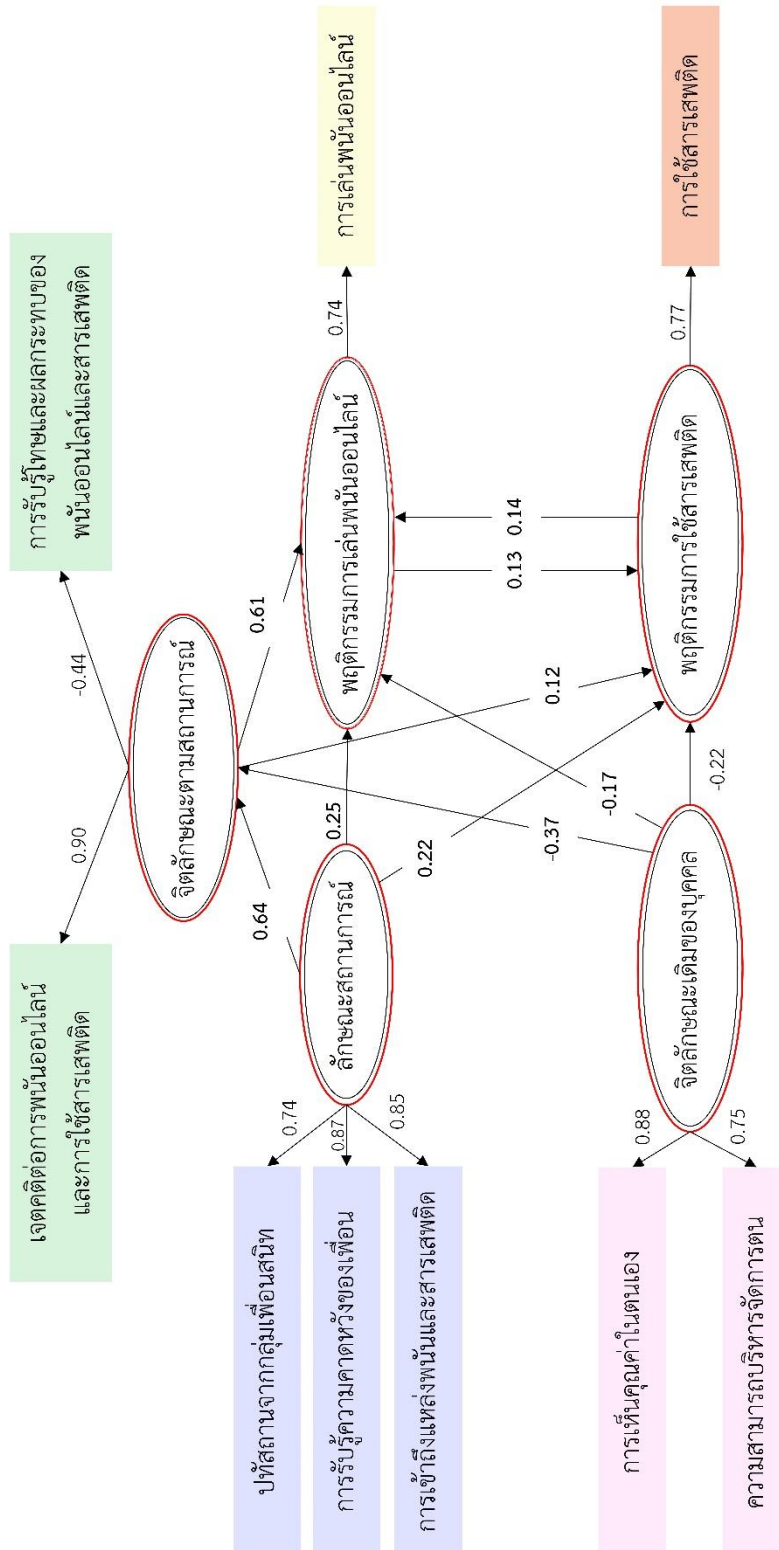 เจตคติต่อการพนันออนไลน์
และการใช้สารเสพติด
การรับรู้โทษและผลกระทบของ
พนันออนไลน์และสารเสพติด
0.90
-0.44
จิตลักษณะตามสถานการณ์
0.64
0.61
ปทัสถานจากกลุ่มเพื่อนสนิท
การรับรู้ความคาดหวังของเพื่อน
การเข้าถึงแหล่งพนันและสารเสพติด
0.74
0.87
0.85
ลักษณะสถานการณ์
0.25
พฤติกรรมการเล่นพนันออนไลน์
0.74
การเล่นพนันออนไลน์
0.22
0.12
-0.37
-0.17
0.13
0.14
การเห็นคุณค่าในตนเอง
ความสามารถบริหารจัดการตน
0.88
0.75
จิตลักษณะเดิมของบุคคล
-0.22
พฤติกรรมการใช้สารเสพติด
0.77
การใช้สารเสพติด